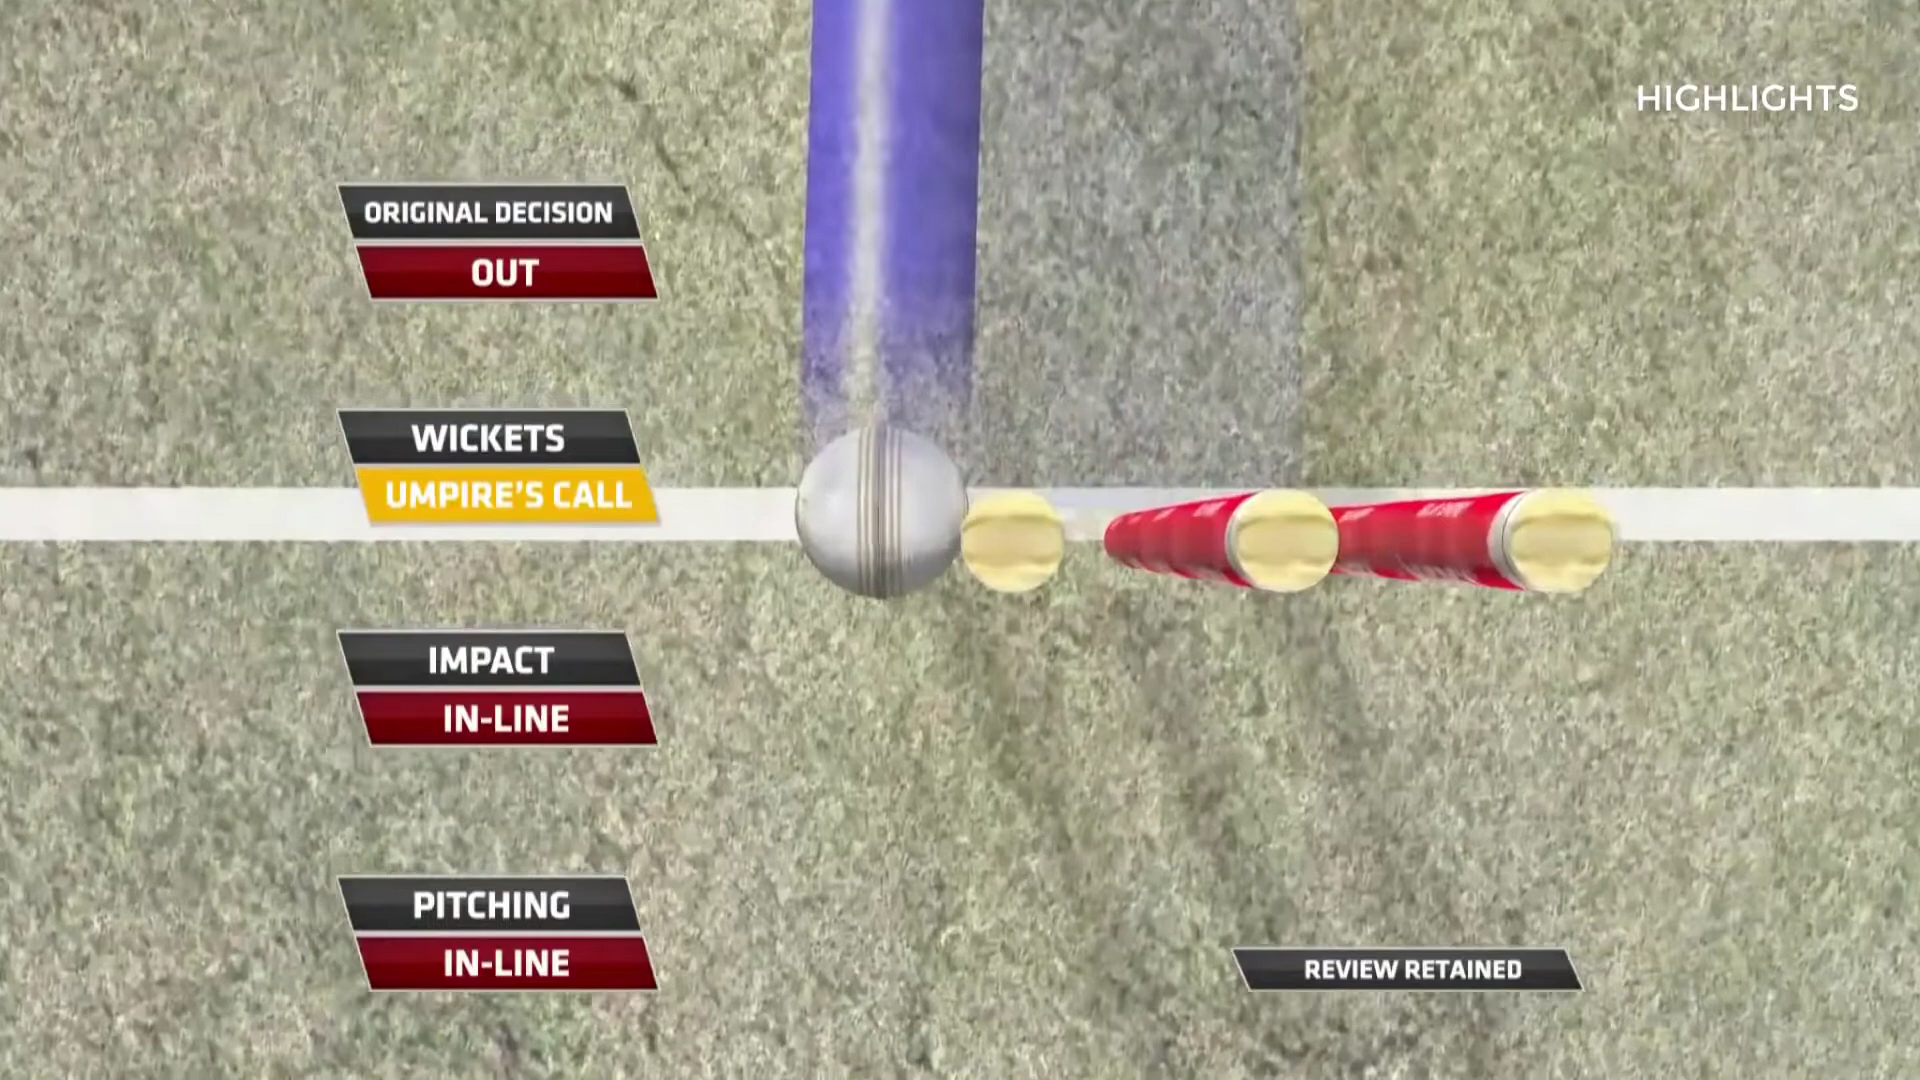 HIGHLIGHTS
ORIGINAL DECISION
OUT
WICKETS
UMPIRE'S CALL
IMPACT
IN-LINE
PITCHING
IN-LINE
REVIEW RETAINED